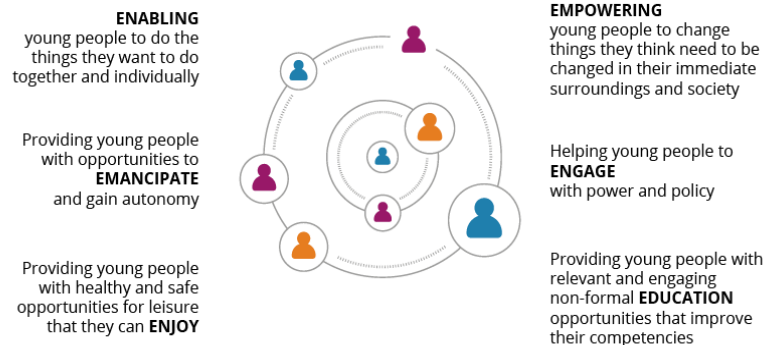 ENABLING
young people to do the
things they want to do
together and individually
Providing young people
with opportunities to
EMANCIPATE
and gain autonomy
Providing young people
with healthy and safe
opportunities for leisure
that they can ENJOY
EMPOWERING
young people to change
things they think need to be
changed in their immediate
surroundings and society
Helping young people to
ENGAGE
with power and policy
Providing young people with
relevant and engaging
non-formal EDUCATION
opportunities that improve
their competencies